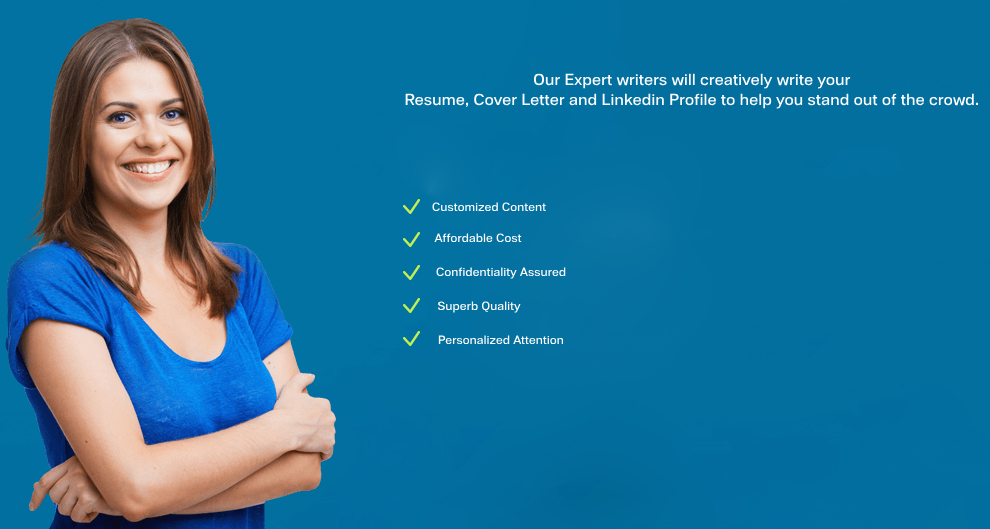 Our Expert writers will creatively write your
Resume, Cover Letter and Linkedin Profile to help you stand out of the crowd.
Customized Content
Affordable Cost
Confidentiality Assured
Superb Quality
Personalized Attention